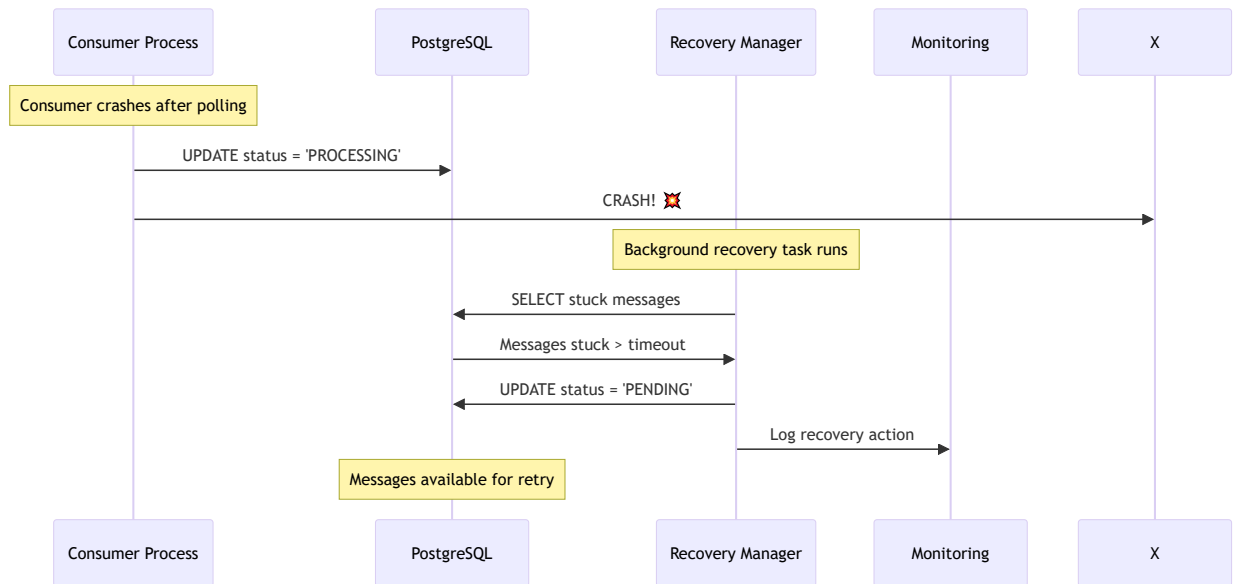 Consumer Process
PostgreSQL
Recovery Manager
Monitoring
X
Consumer crashes after polling
UPDATE status = 'PROCESSING'
CRASH! 💥
Background recovery task runs
SELECT stuck messages
Messages stuck > timeout
UPDATE status = 'PENDING'
Log recovery action
Messages available for retry
Consumer Process
PostgreSQL
Recovery Manager
Monitoring
X